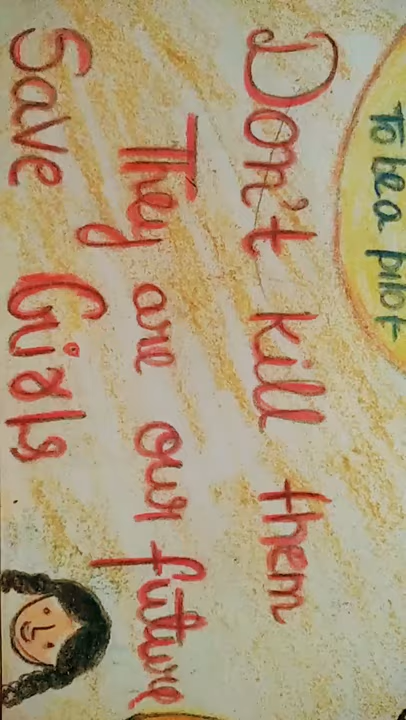 To be a pilot
Don't kill them
They are our future
Save Girls